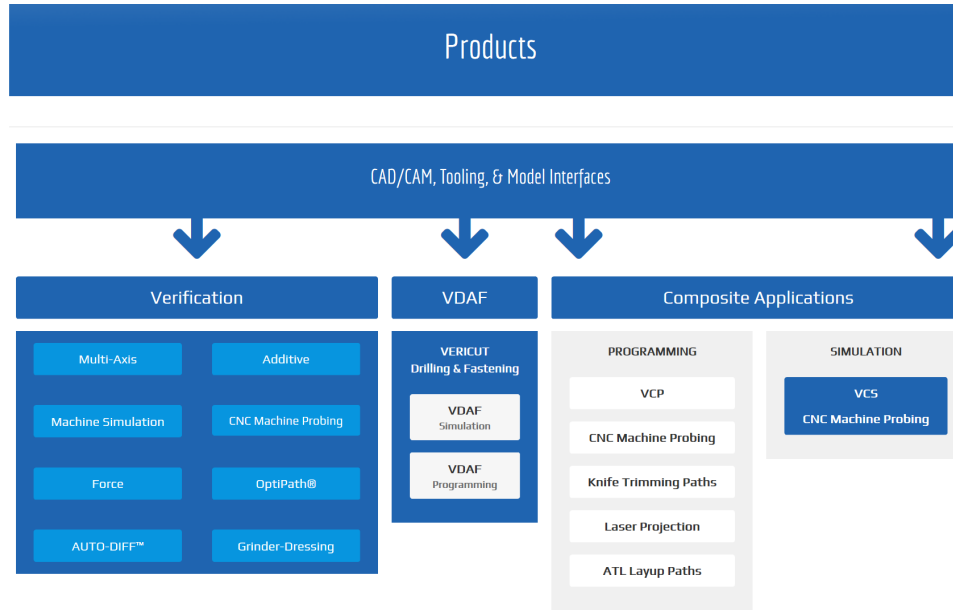 Products
CAD/CAM, Tooling, & Model Interfaces
Verification
Multi-Axis
Additive
Machine Simulation
CNC Machine Probing
Force
OptiPath®
AUTO-DIFF™
Grinder-Dressing
VDAF
VERICUT
Drilling & Fastening
VDAF
Simulation
VDAF
Programming
Composite Applications
PROGRAMMING
VCP
CNC Machine Probing
Knife Trimming Paths
Laser Projection
ATL Layup Paths
SIMULATION
VCS
CNC Machine Probing